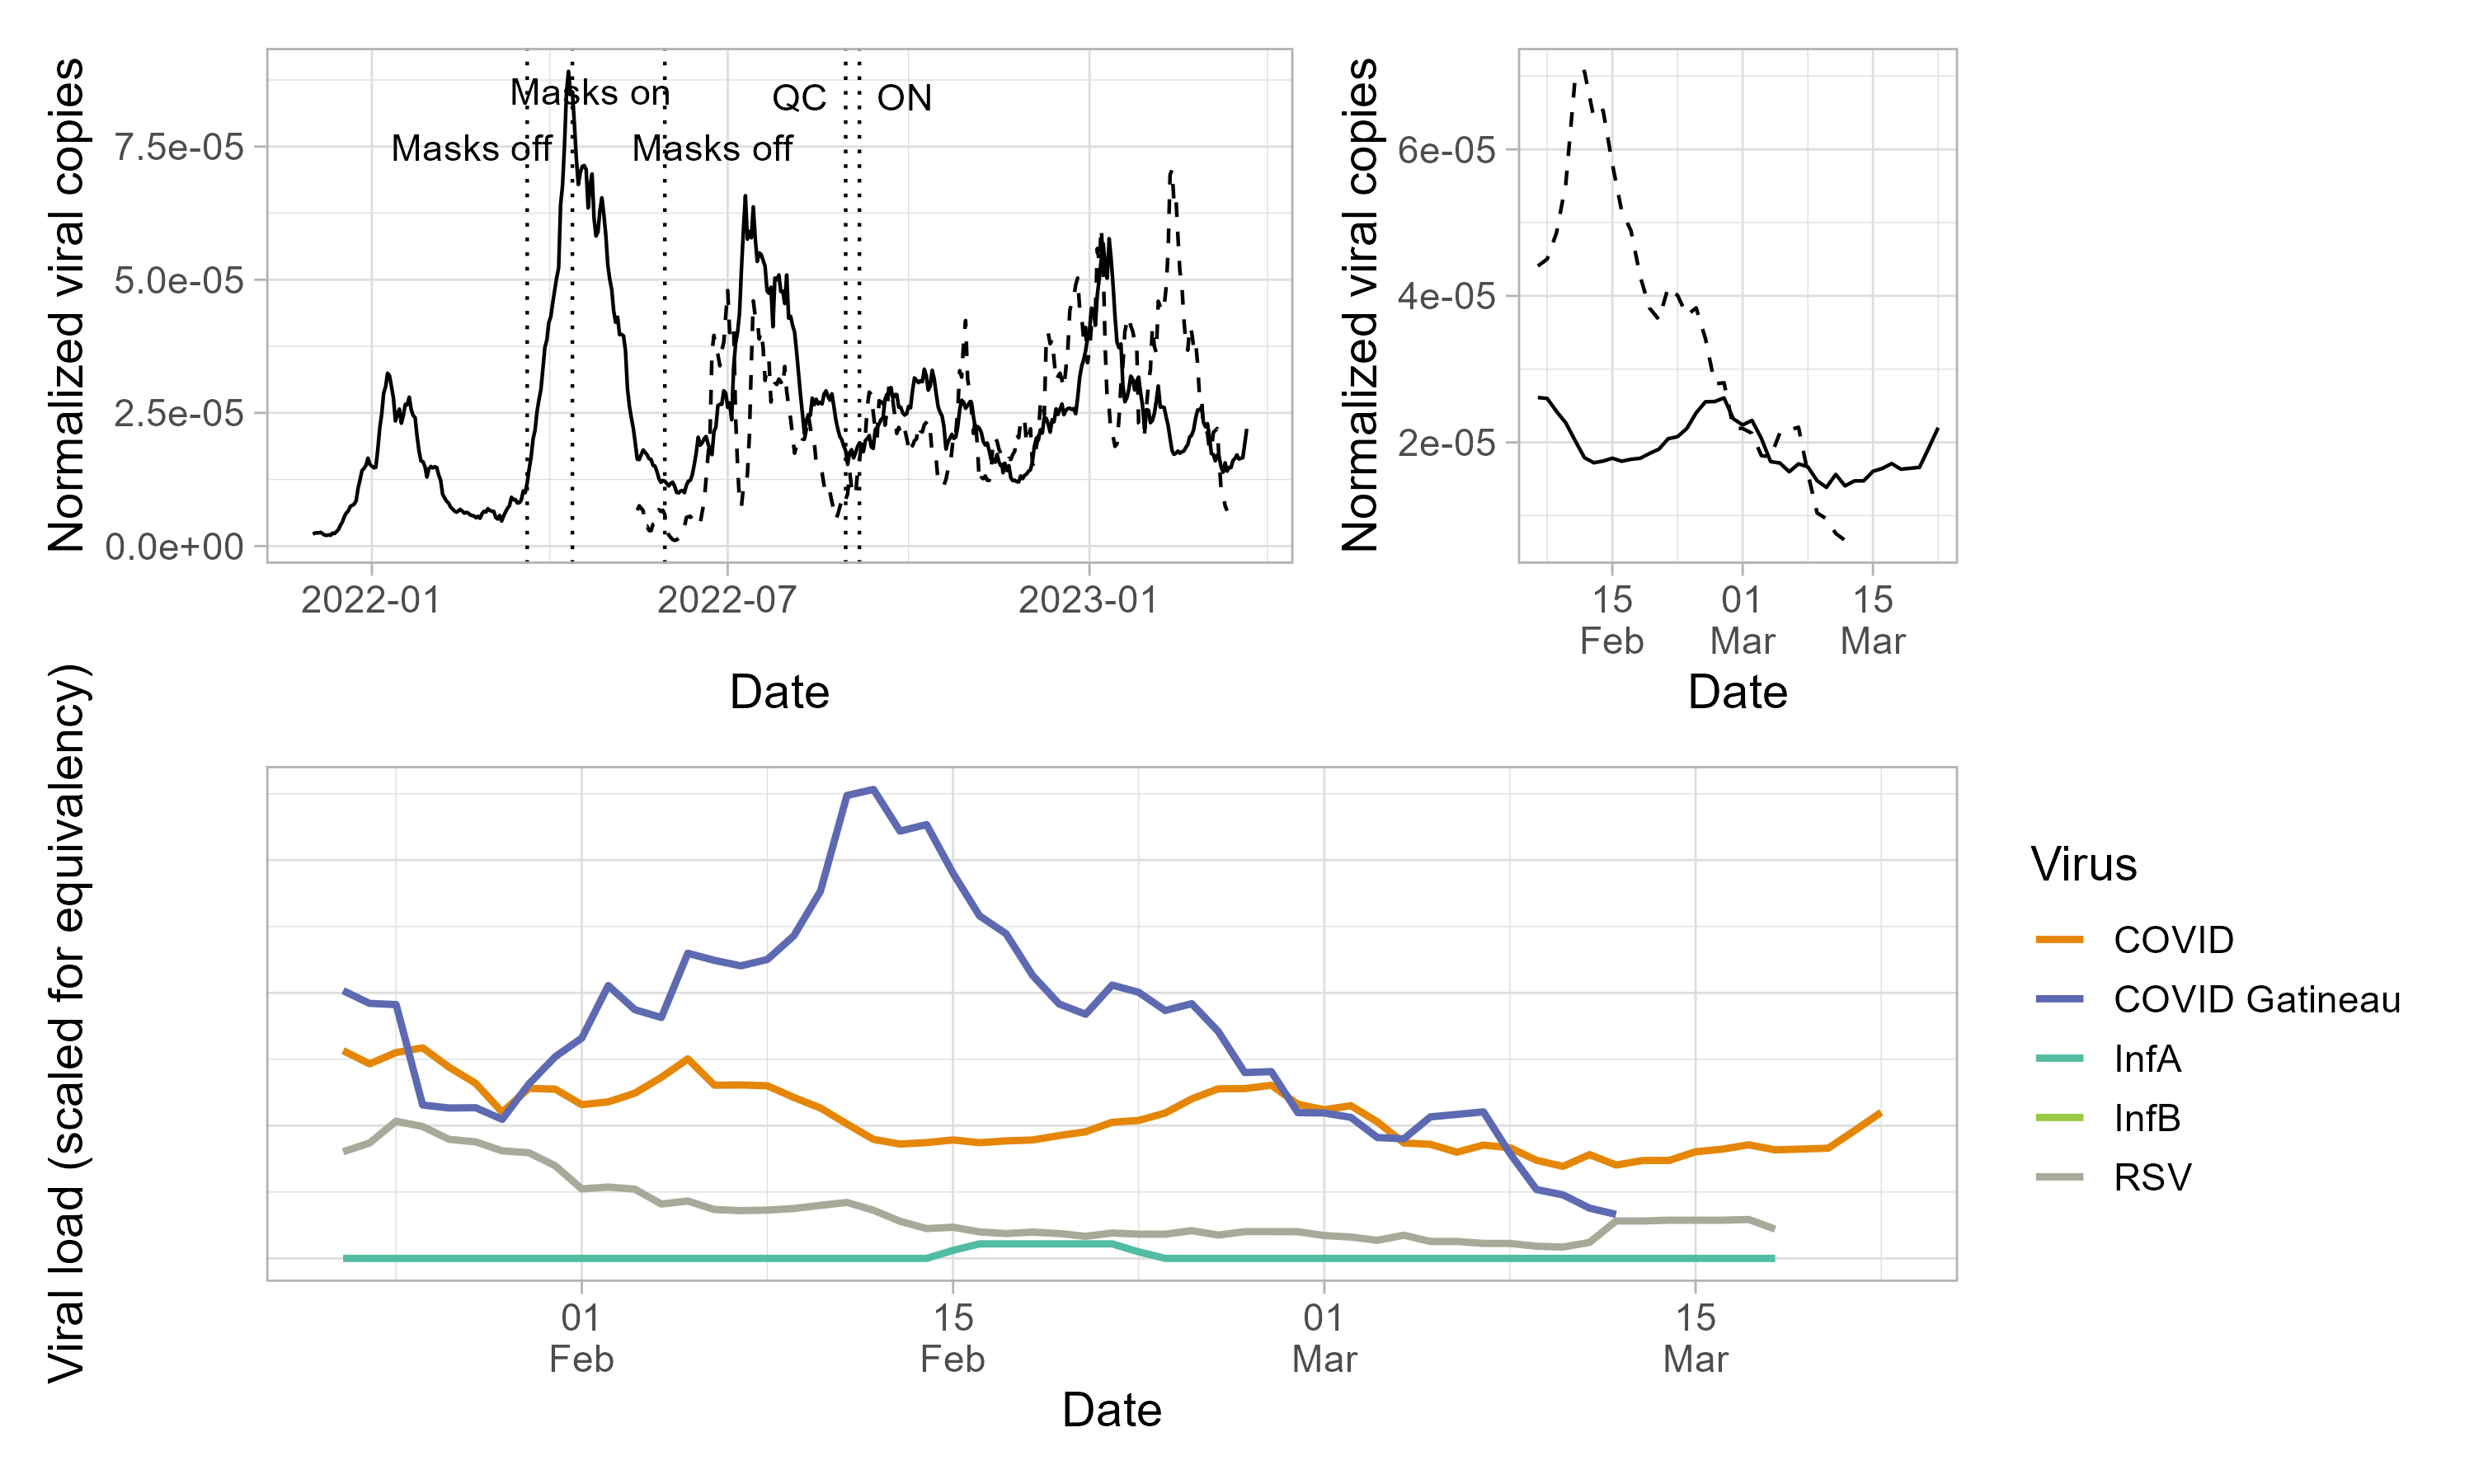 Normalized viral copies
7.5e-05
5.0e-05
2.5e-05
0.0e+00
Masks on
Masks off
Masks off
QC
ON
2022-01
2022-07
2023-01
Date
Normalized viral copies
6e-05
4e-05
2e-05
15
Feb
01
Mar
15
Mar
Date
Viral load (scaled for equivalency)
01
Feb
15
Feb
01
Mar
15
Mar
Date
Virus
COVID
COVID Gatineau
InfA
InfB
RSV